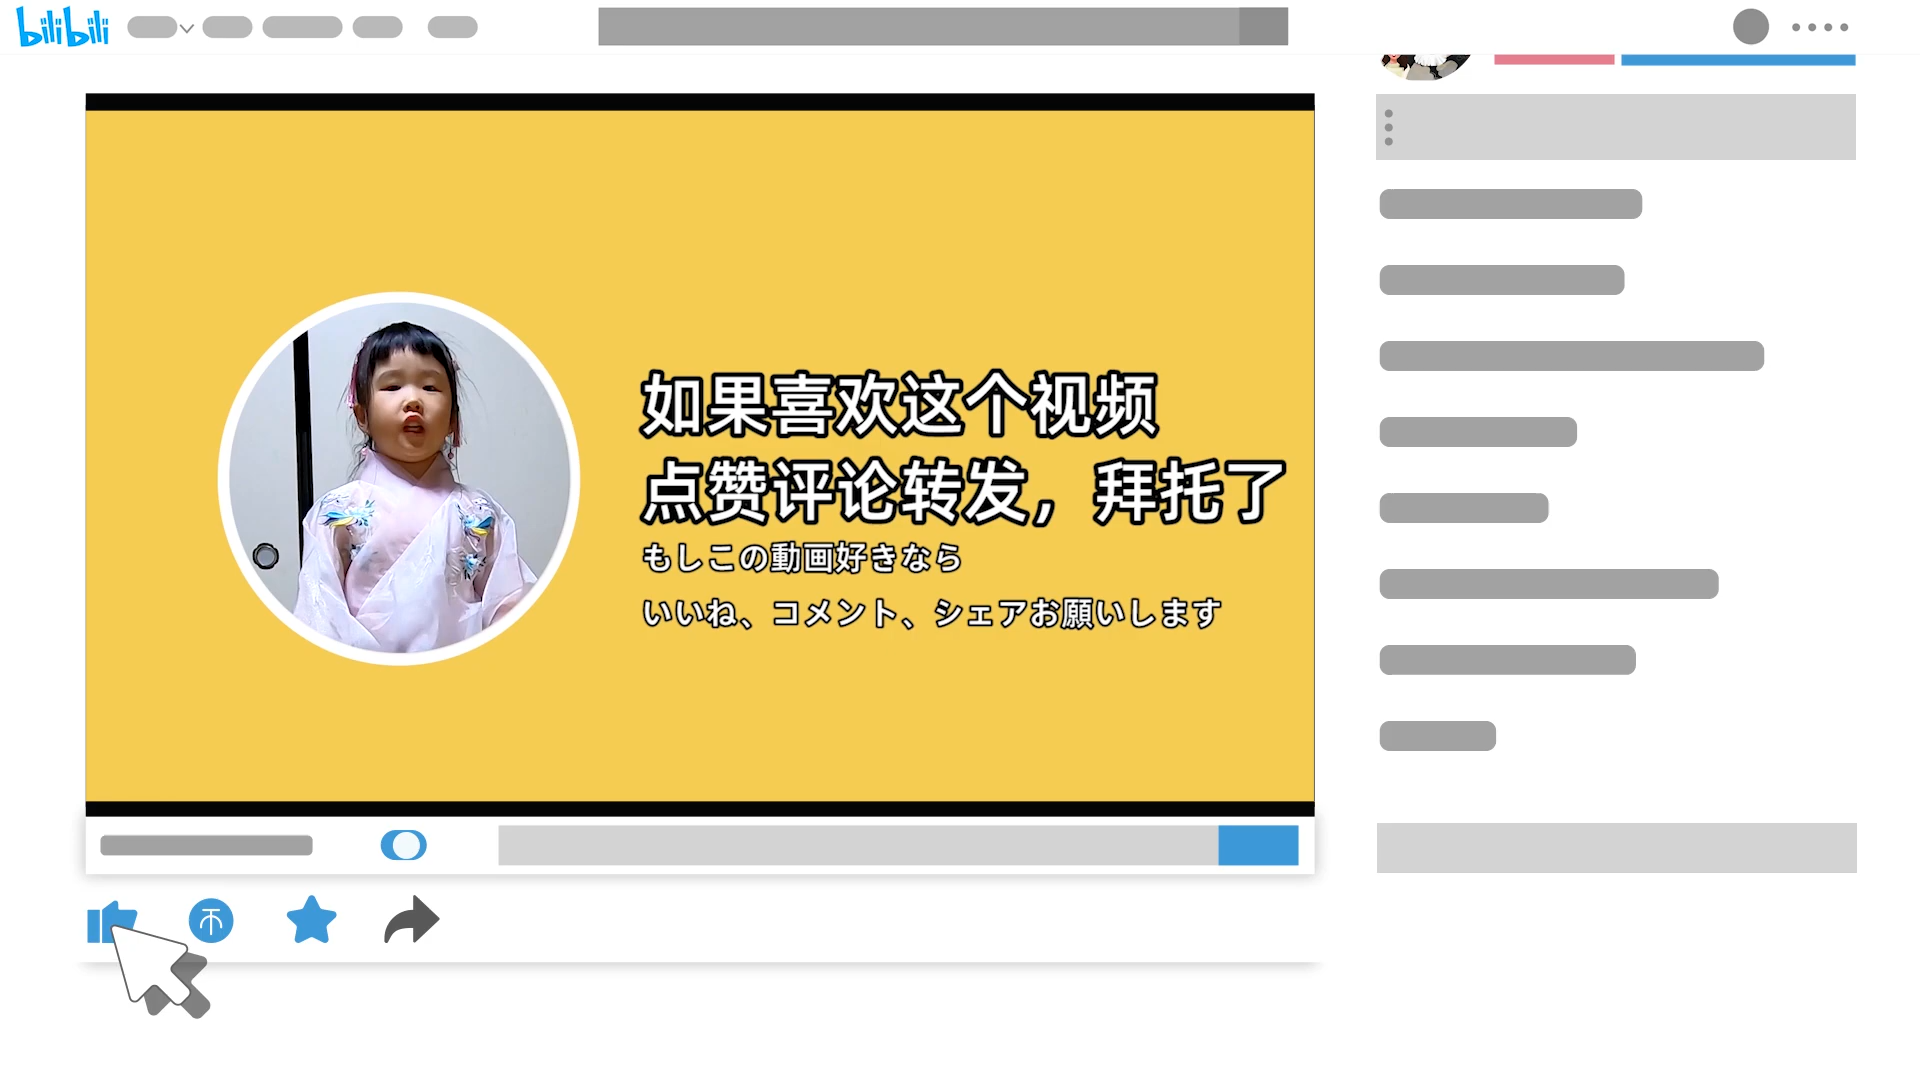 bilibili
如果喜欢这个视频
点赞评论转发，拜托了
もしこの動画好きなら
いいね、コメント、シェアお願いします